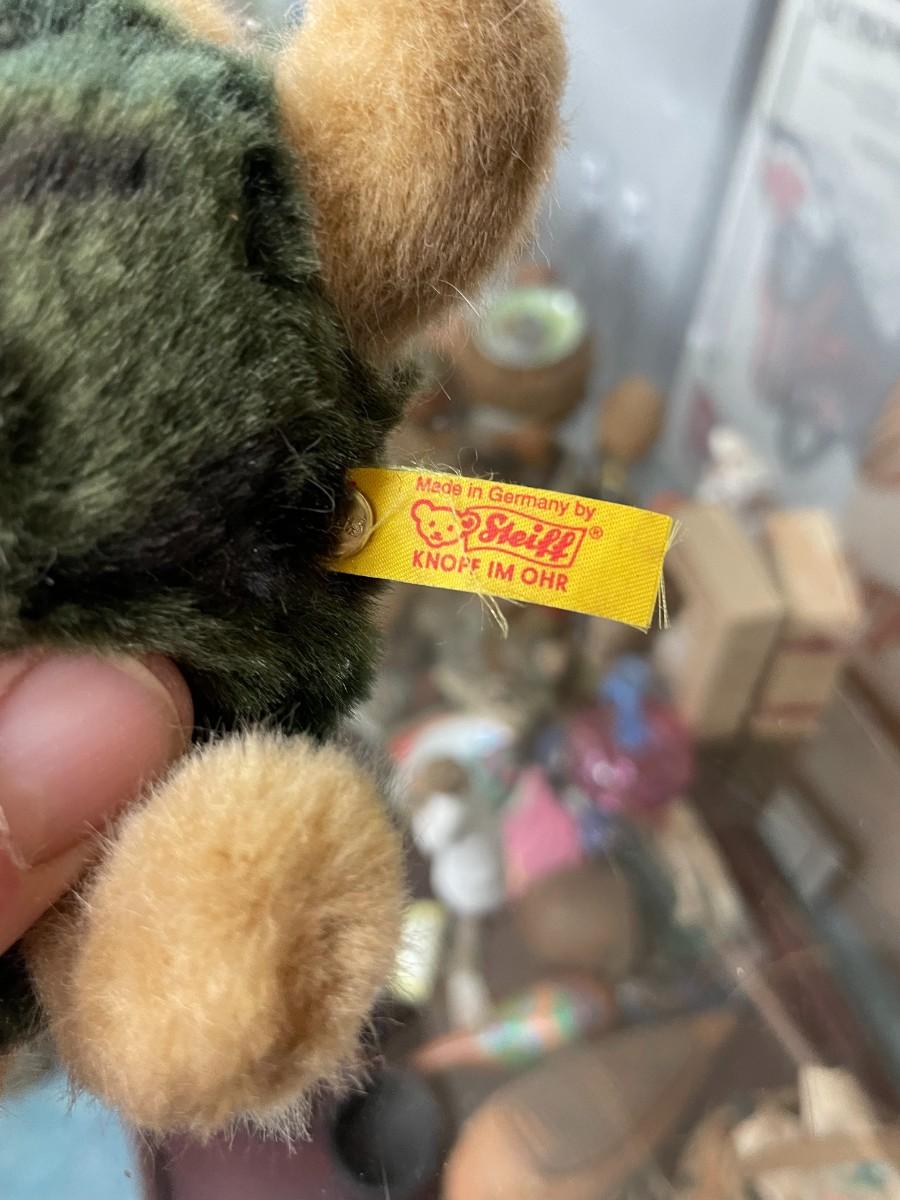 Made in Germany by
Steiff®
KNOPF IM OHR